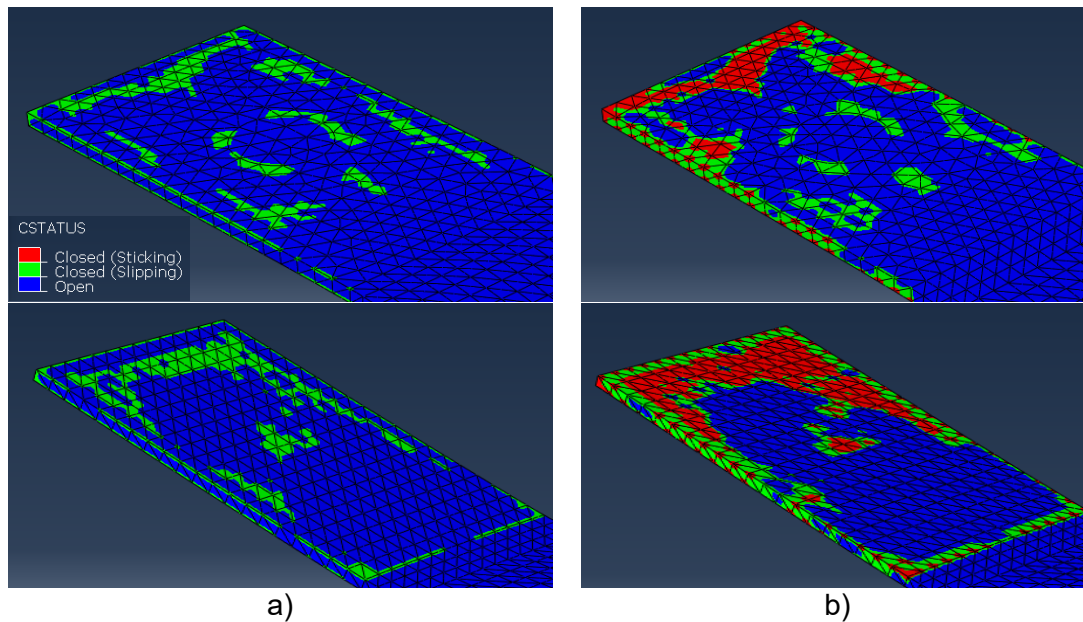 CSTATUS
Closed (Sticking)
Closed (Slipping)
Open
a)
b)